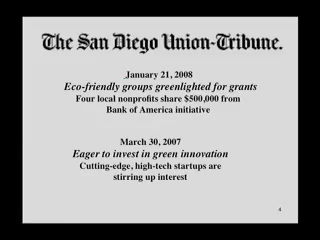 The San Diego Union-Tribune.
January 21, 2008
Eco-friendly groups greenlighted for grants
Four local nonprofits share $500,000 from
Bank of America initiative
March 30, 2007
Eager to invest in green innovation
Cutting-edge, high-tech startups are
stirring up interest
4